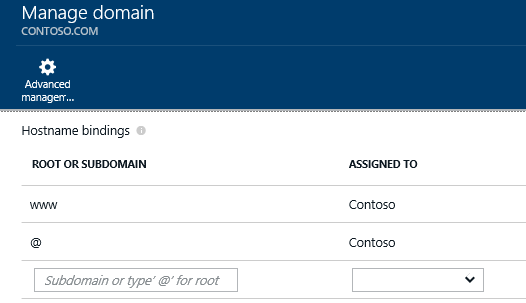 Manage domain
CONTOSO.COM
Advanced
managem...
Hostname bindings
ROOT OR SUBDOMAIN ASSIGNED TO
www Contoso
@ Contoso
Subdomain or type' @' for root